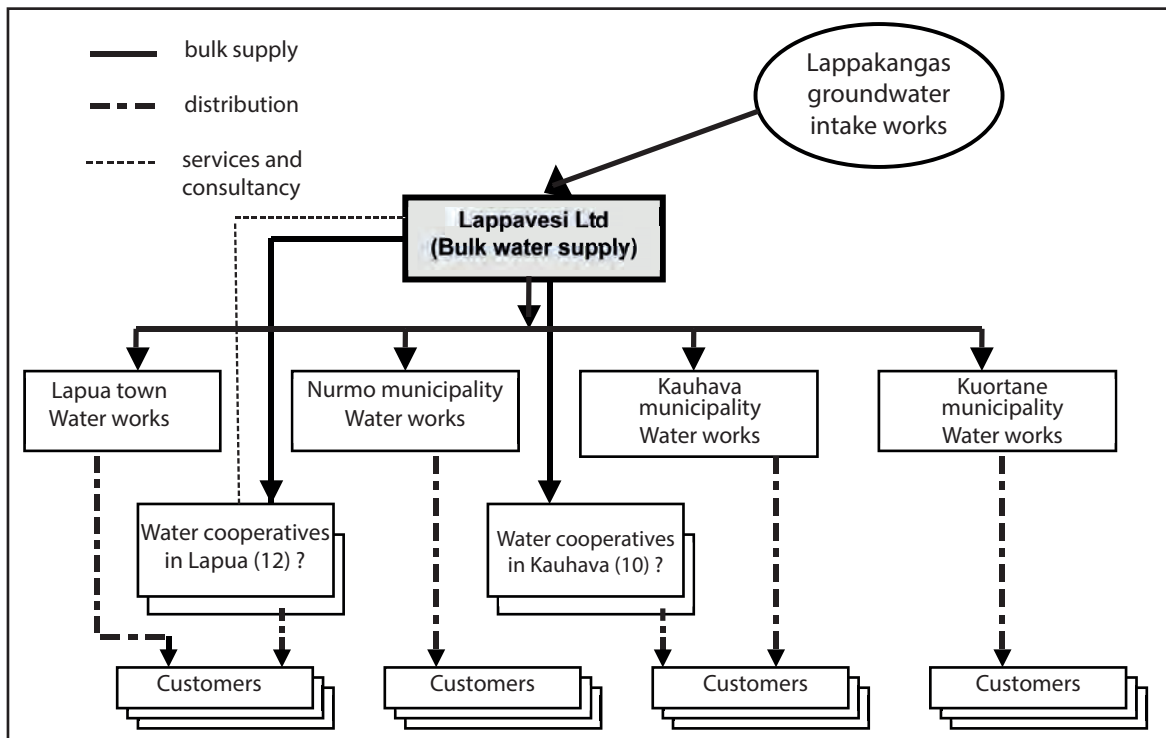 bulk supply
distribution
services and
consultancy
Lappakangas
groundwater
intake works
Lappavesi Ltd
(Bulk water supply)
Lapua town
Water works
Nurmo municipality
Water works
Kauhava
municipality
Water works
Kuortane
municipality
Water works
Water cooperatives
in Lapua (12) ?
Water cooperatives
in Kauhava (10) ?
Customers
Customers
Customers
Customers